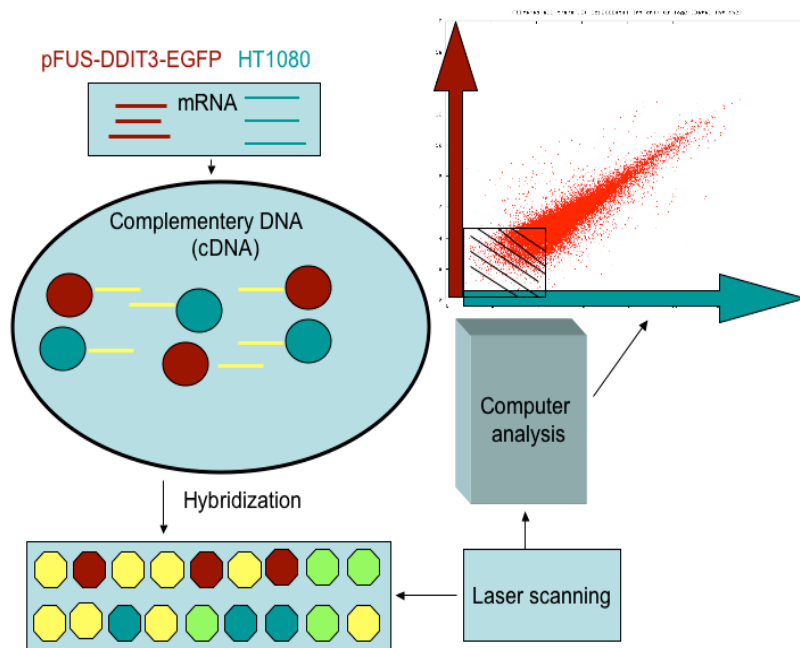 pFUS-DDIT3-EGFP HT1080
mRNA
Complementery DNA
(cDNA)
Hybridization
Computer
analysis
Laser scanning